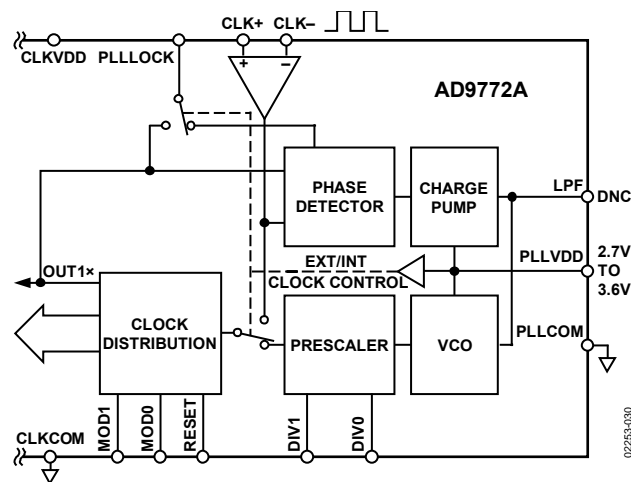 CLK+ CLK–
CLKVDD PLLLOCK
+ –
AD9772A
PHASE
DETECTOR
CHARGE
PUMP
LPF
DNC
OUT1×
EXT/INT
CLOCK CONTROL
PLLVDD
2.7V
TO
3.6V
CLOCK
DISTRIBUTION
PRESCALER
VCO
PLLCOM
CLKCOM
MOD1
MOD0
RESET
DIV1
DIV0
02253-030